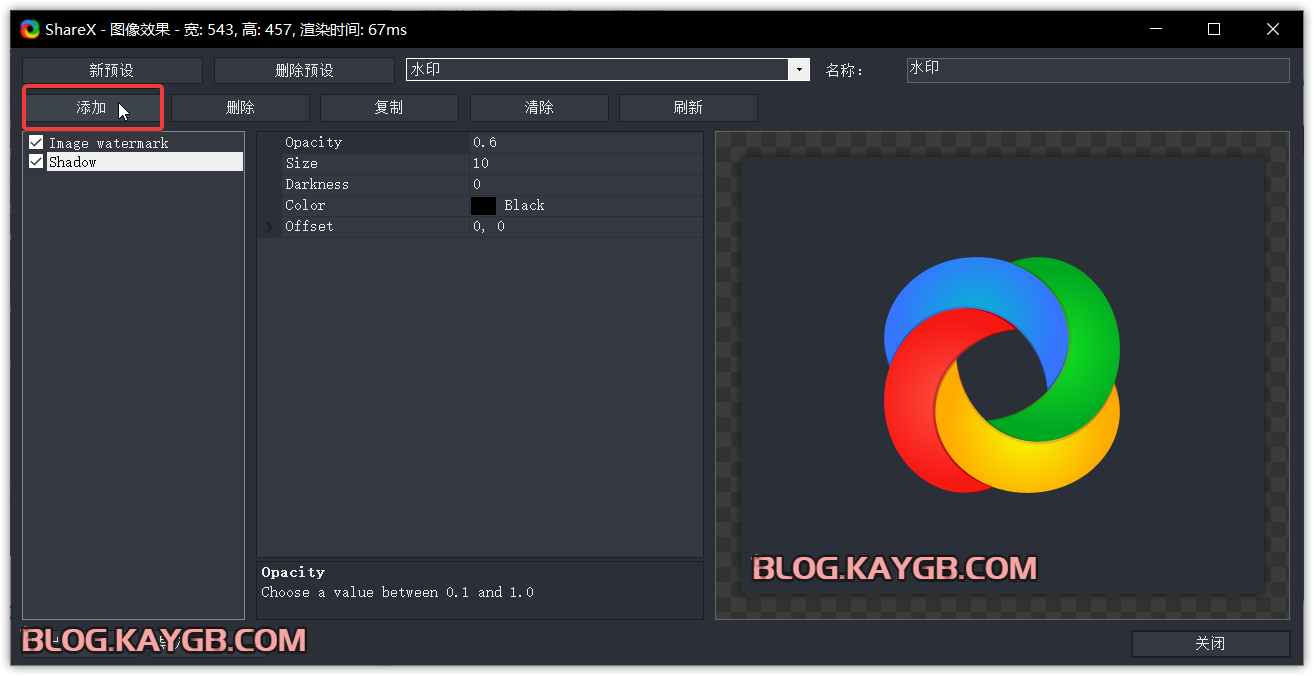 ShareX - 图像效果 - 宽: 543, 高: 457, 渲染时间: 67ms
新预设 删除预设 水印 名称： 水印
添加 删除 复制 清除 刷新
Image watermark
Shadow
Opacity 0.6
Size 10
Darkness 0
Color Black
Offset 0, 0
BLOG.KAYGB.COM
Opacity
Choose a value between 0.1 and 1.0
BLOG.KAYGB.COM
关闭